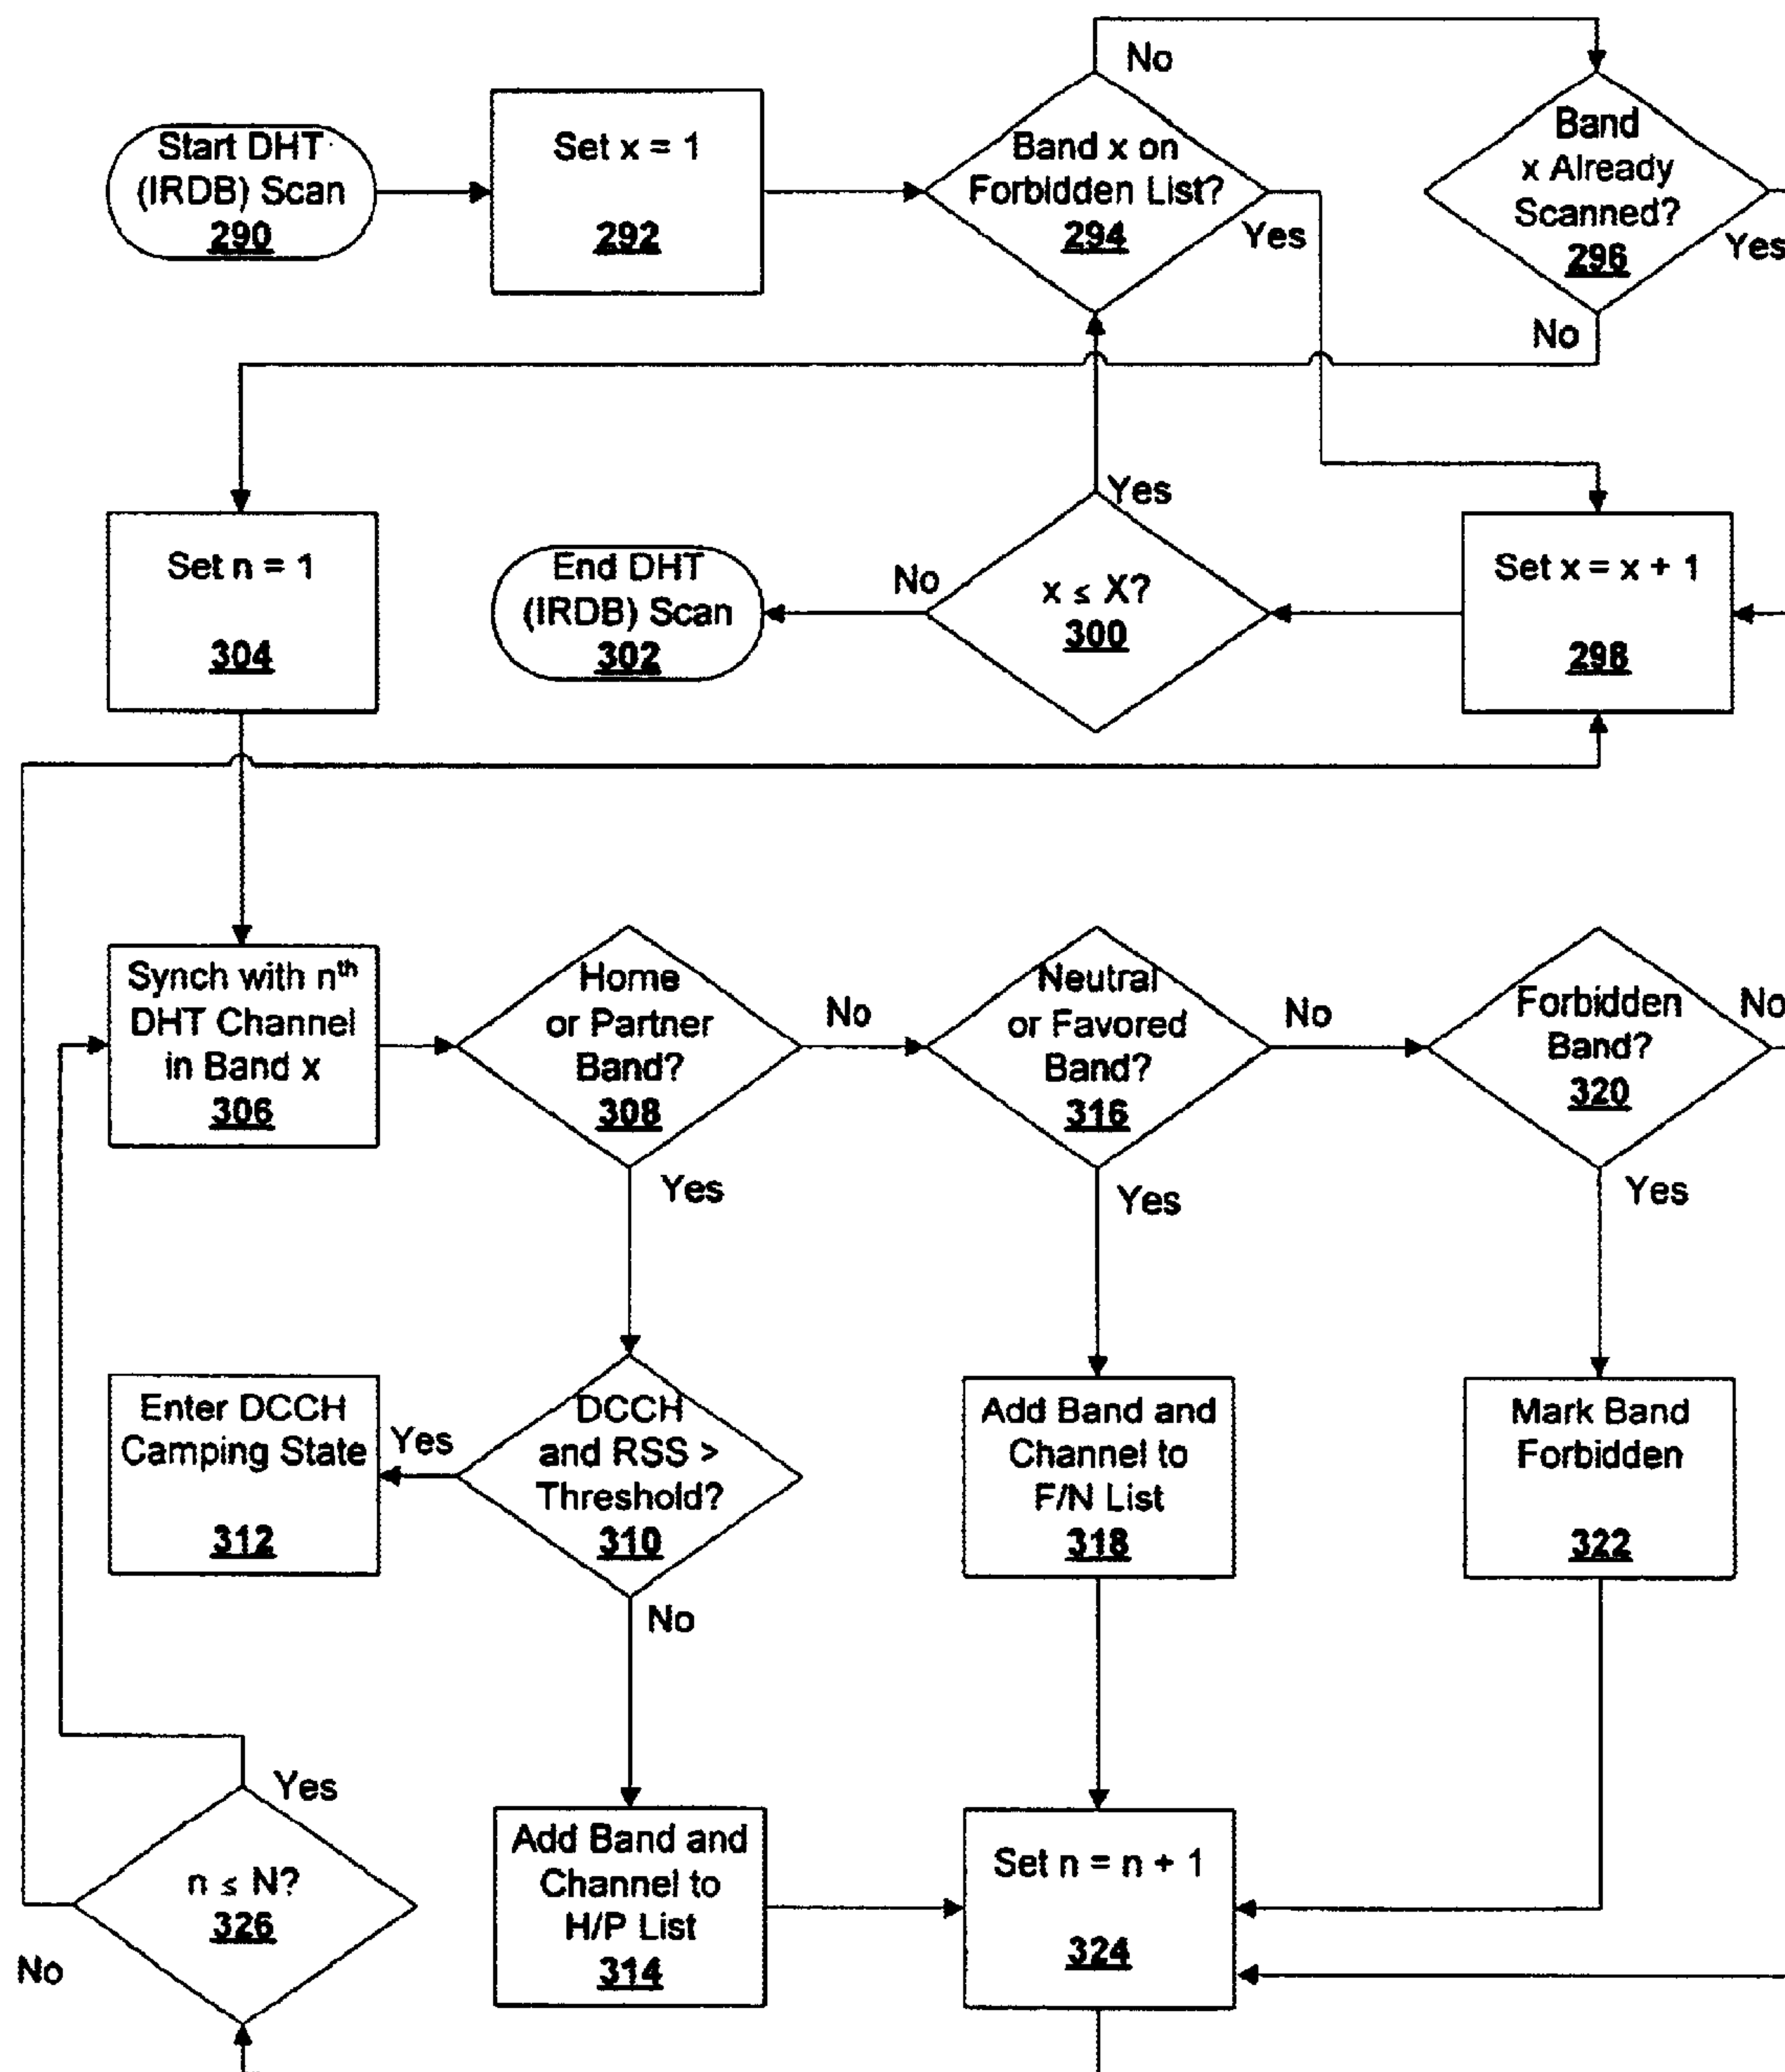 Start DHT
(IRDB) Scan
290
Set x = 1
292
Band x on
Forbidden List?
294
No
Yes
Band
x Already
Scanned?
296
Yes
No
Set n = 1
304
End DHT
(IRDB) Scan
302
No
x ≤ X?
300
Yes
Set x = x + 1
298
Synch with nth
DHT Channel
in Band x
306
Home
or Partner
Band?
308
No
Yes
Neutral
or Favored
Band?
316
No
Yes
Forbidden
Band?
320
No
Yes
Enter DCCH
Camping State
312
Yes
DCCH
and RSS >
Threshold?
310
No
Add Band and
Channel to
F/N List
318
Mark Band
Forbidden
322
Yes
n ≤ N?
326
No
Add Band and
Channel to
H/P List
314
Set n = n + 1
324